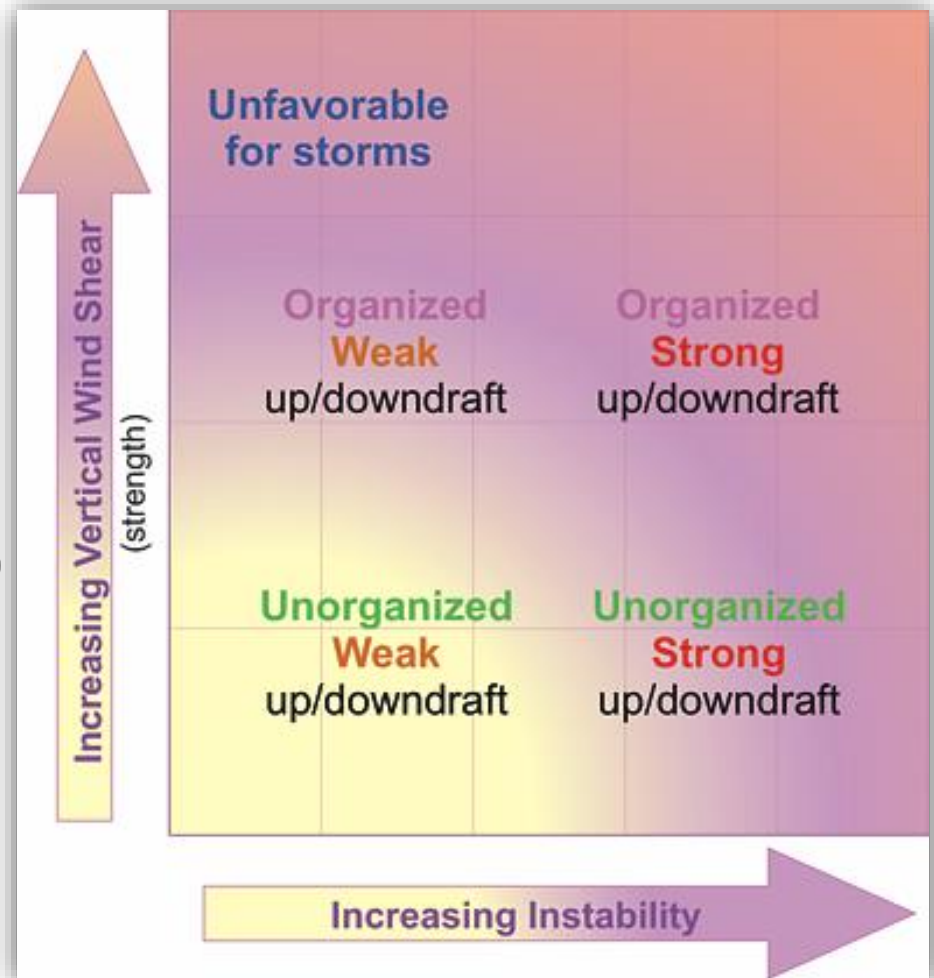 Unfavorable
for storms
Increasing Vertical Wind Shear
(strength)
Organized
Weak
up/downdraft
Organized
Strong
up/downdraft
Unorganized
Weak
up/downdraft
Unorganized
Strong
up/downdraft
Increasing Instability